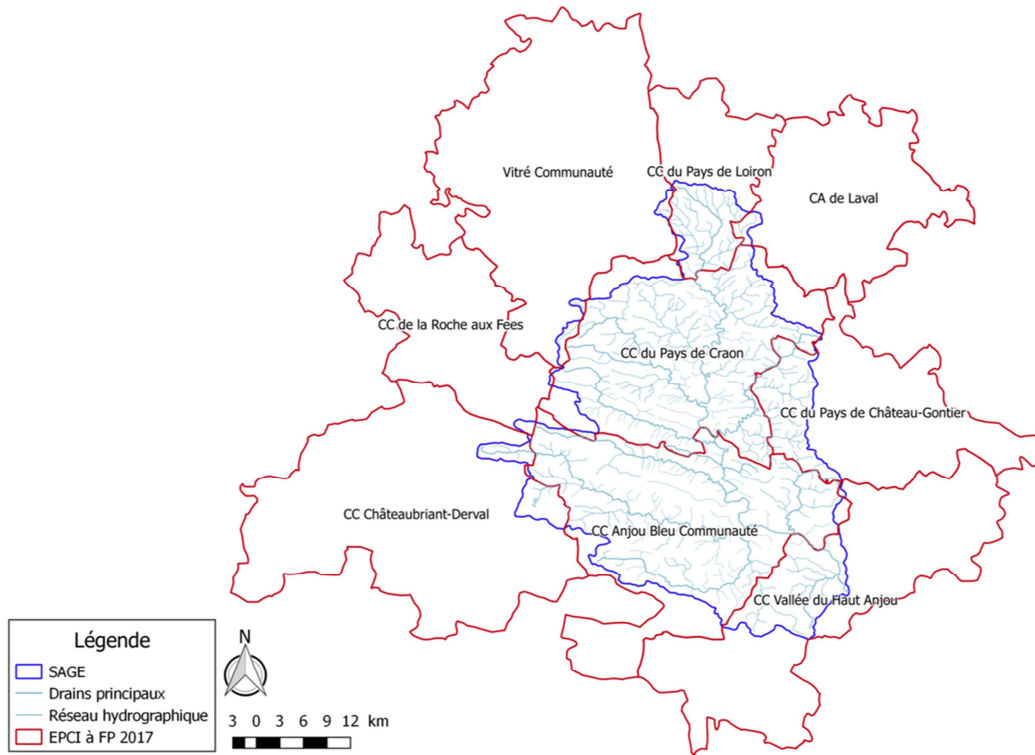 CC du Pays de Loiron
Vitré Communauté
CA de Laval
CC de la Roche aux Fées
CC du Pays de Craon
CC du Pays de Château-Gontier
CC Châteaubriant-Derval
CC Anjou Bleu Communauté
CC Vallée du Haut Anjou
Légende
SAGE
Drains principaux
Réseau hydrographique
EPCI à FP 2017
N
3 0 3 6 9 12 km